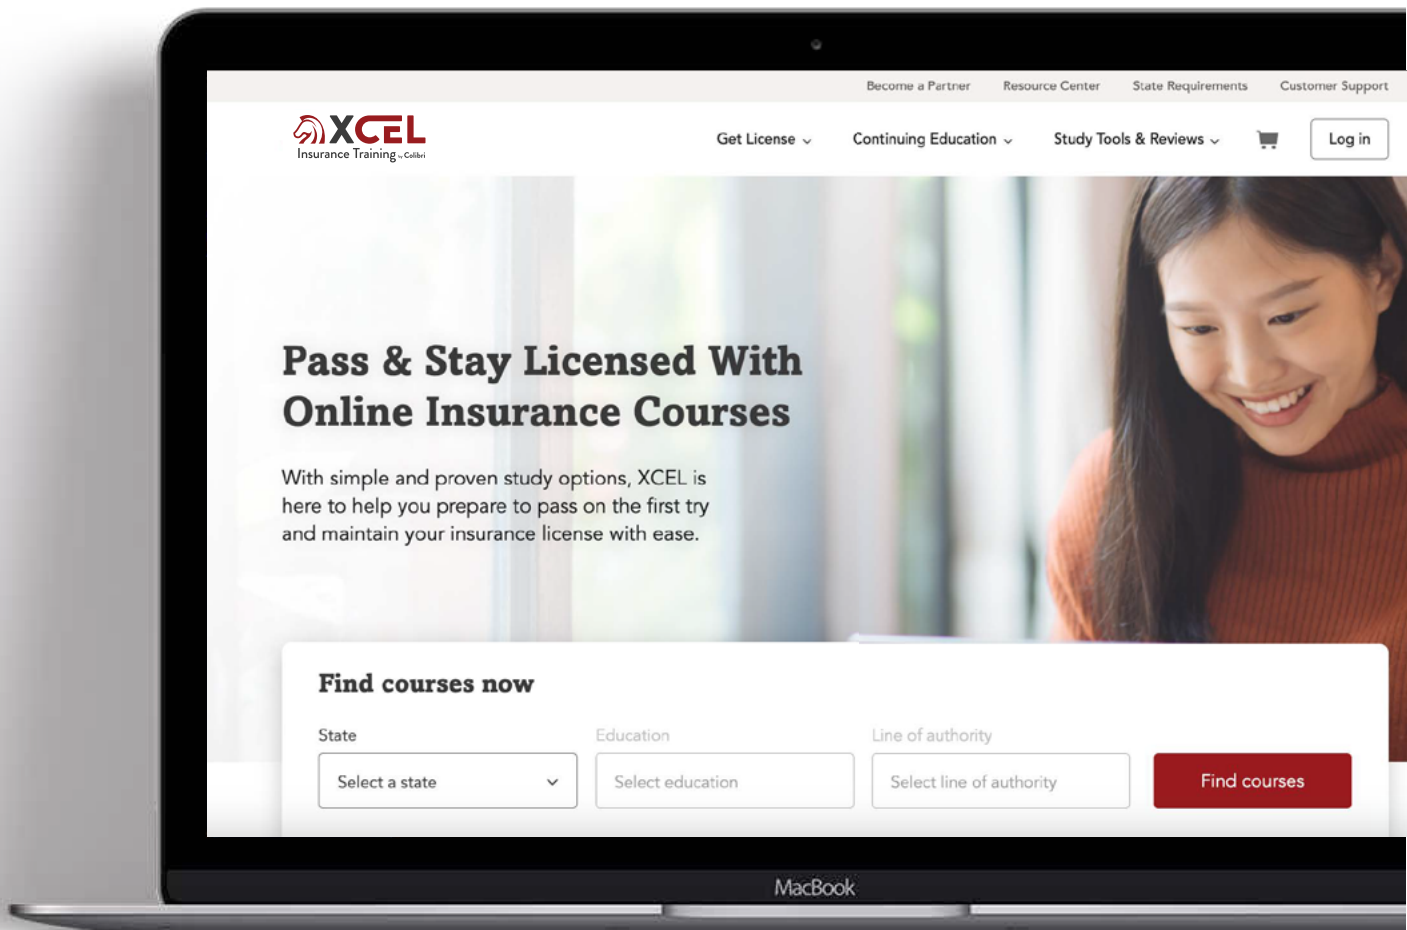 Become a Partner Resource Center State Requirements Customer Support
XCEL
Insurance Training by Colibri
Get License Continuing Education Study Tools & Reviews Log in
Pass & Stay Licensed With
Online Insurance Courses
With simple and proven study options, XCEL is
here to help you prepare to pass on the first try
and maintain your insurance license with ease.
Find courses now
State Education Line of authority
Select a state Select education Select line of authority Find courses
MacBook